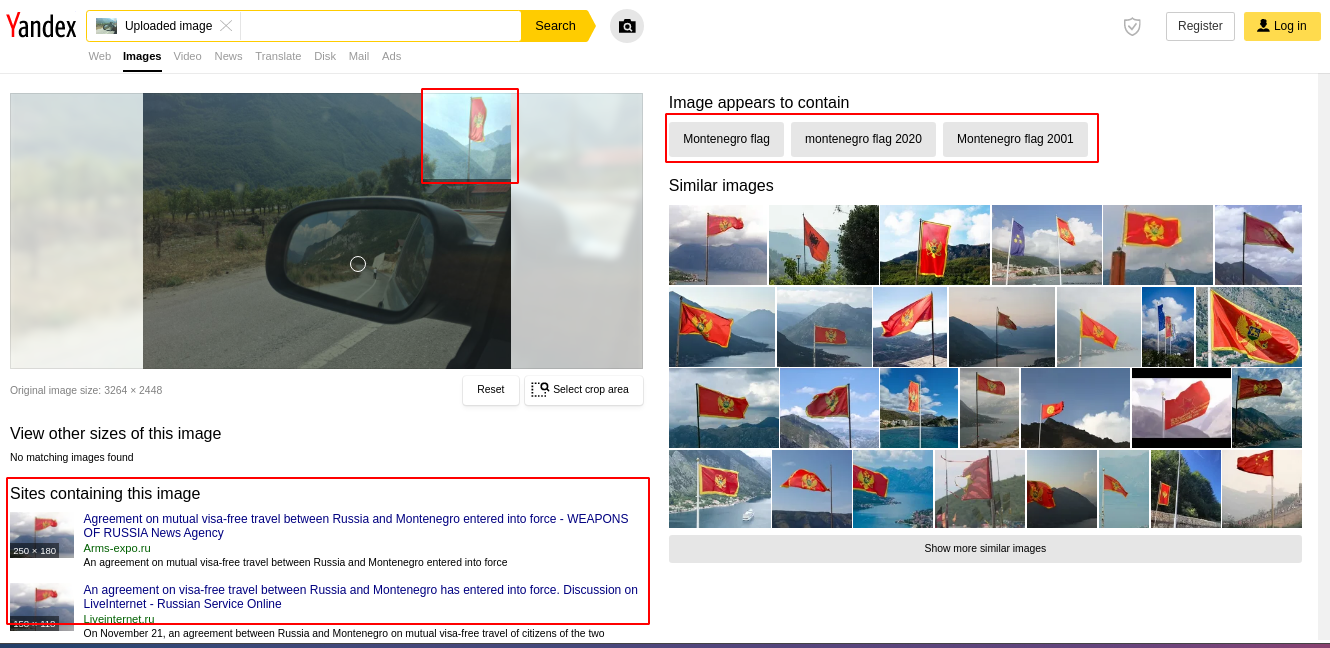 Yandex
Uploaded image
Search
Register
Log in
Web Images Video News Translate Disk Mail Ads
Original image size: 3264 × 2448
Reset
Select crop area
View other sizes of this image
No matching images found
Sites containing this image
250 × 180
Agreement on mutual visa-free travel between Russia and Montenegro entered into force - WEAPONS
OF RUSSIA News Agency
Arms-expo.ru
An agreement on mutual visa-free travel between Russia and Montenegro entered into force
An agreement on visa-free travel between Russia and Montenegro has entered into force. Discussion on
LiveInternet - Russian Service Online
Liveinternet.ru
On November 21, an agreement between Russia and Montenegro on mutual visa-free travel of citizens of the two
Image appears to contain
Montenegro flag
montenegro flag 2020
Montenegro flag 2001
Similar images
Show more similar images